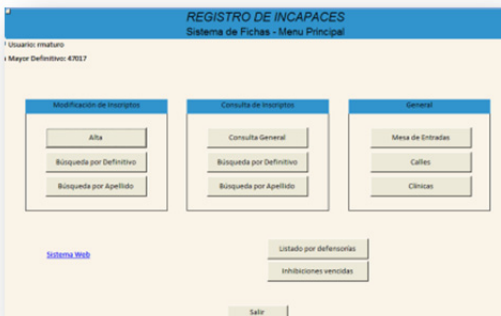 REGISTRO DE INCAPACES
Sistema de Fichas - Menu Principal
Usuario: rmaturo
Mayor Definitivo: 47017
Modificación de Inscriptos
Consulta de Inscriptos
General
Alta
Consulta General
Mesa de Entradas
Búsqueda por Definitivo
Búsqueda por Definitivo
Calles
Búsqueda por Apellido
Búsqueda por Apellido
Clínicas
Sistema Web
Listado por defensorías
Inhibiciones vencidas
Salir